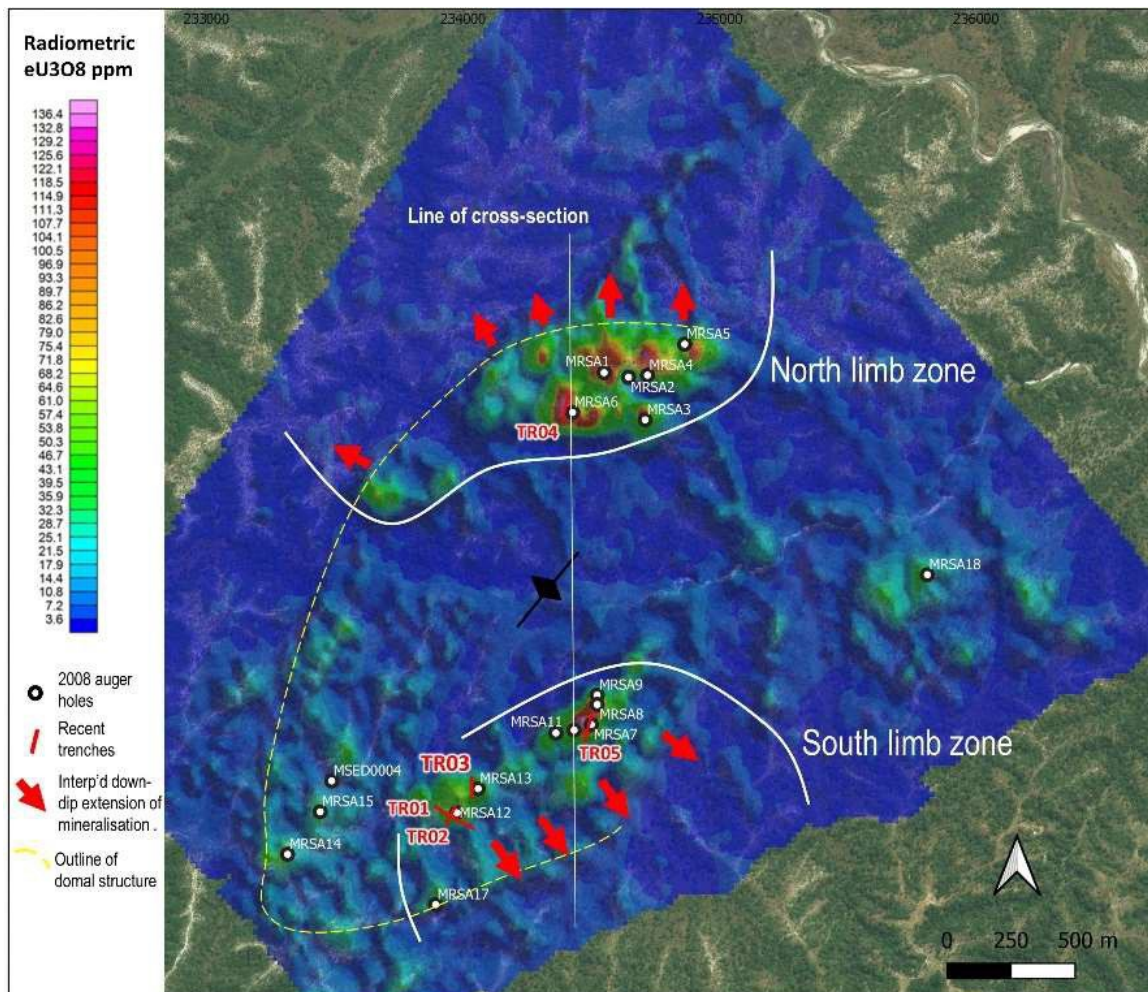 233000
234000
235000
236000
Radiometric
eU3O8 ppm
136.4
132.8
129.2
125.6
122.1
118.5
114.9
111.3
107.7
104.1
100.5
96.9
93.3
89.7
86.2
82.6
79.0
75.4
71.8
68.2
64.6
61.0
57.4
53.8
50.3
46.7
43.1
39.5
35.9
32.3
28.7
25.1
21.5
17.9
14.4
10.8
7.2
3.6
2008 auger
holes
Recent
trenches
Interp'd down-
dip extension of
mineralisation .
Outline of
domal structure
Line of cross-section
MRSA5
MRSA1
MRSA4
MRSA2
MRSA6
MRSA3
TR04
North limb zone
MRSA18
MRSA9
MRSA8
MRSA11
MRSA7
TR05
South limb zone
TR03
MSED0004
MRSA13
TR01
MRSA12
MRSA15
TR02
MRSA14
MRSA17
0 250 500 m